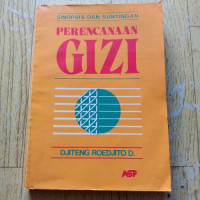 SINOPSIS DAN SUNTINGAN
PERENCANAAN
GIZI
DJITENG ROEDJITO D.